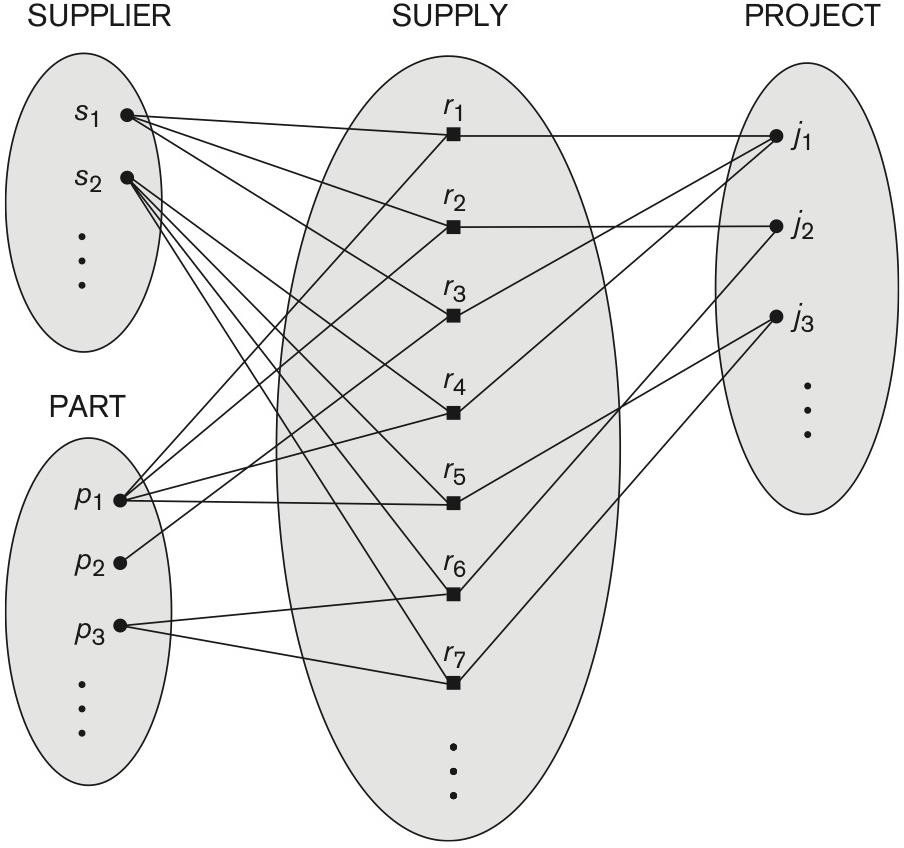 SUPPLIER
s1
s2
PART
p1
p2
p3
SUPPLY
r1
r2
r3
r4
r5
r6
r7
PROJECT
j1
j2
j3